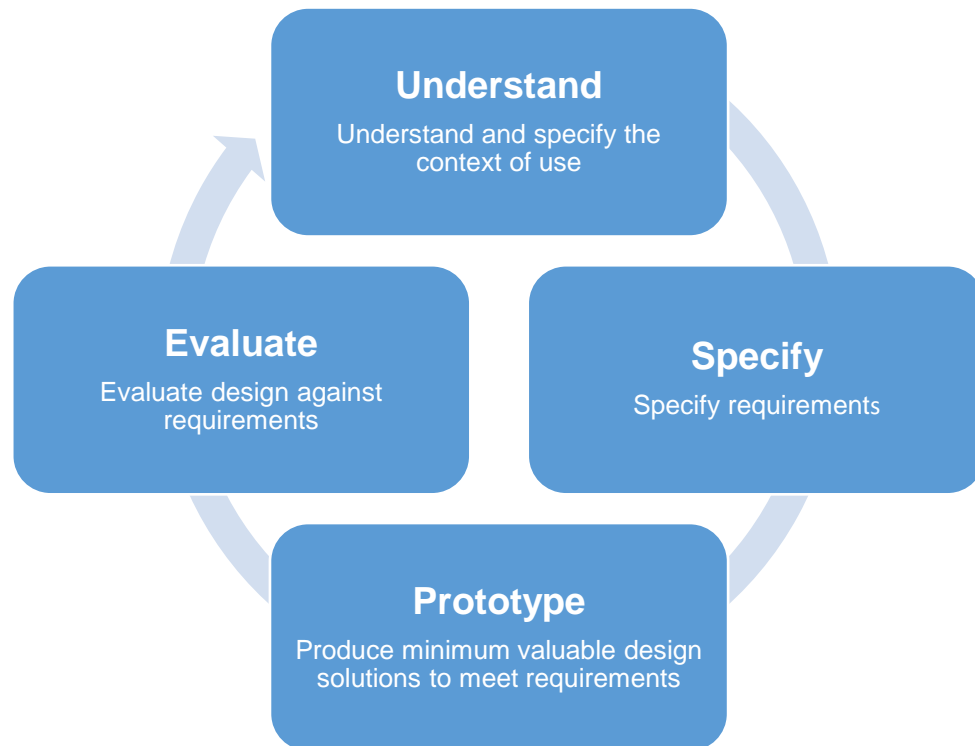 Understand
Understand and specify the
context of use
Specify
Specify requirements
Prototype
Produce minimum valuable design
solutions to meet requirements
Evaluate
Evaluate design against
requirements